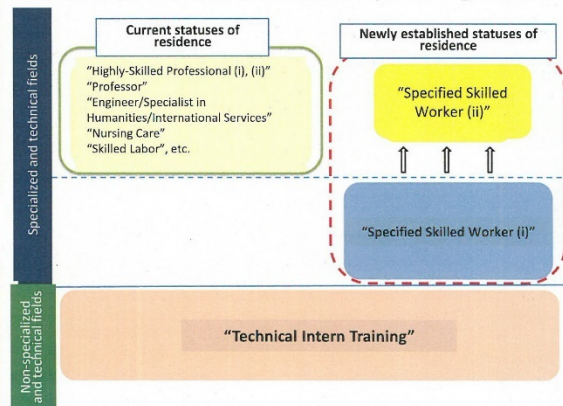 Current statuses of
residence
Newly established statuses of
residence
Specialized and technical fields
“Highly-Skilled Professional (i), (ii)”
“Professor”
“Engineer/Specialist in
Humanities/International Services”
“Nursing Care”
“Skilled Labor”, etc.
“Specified Skilled
Worker (ii)”
“Specified Skilled Worker (i)”
Non-specialized
and technical fields
“Technical Intern Training”